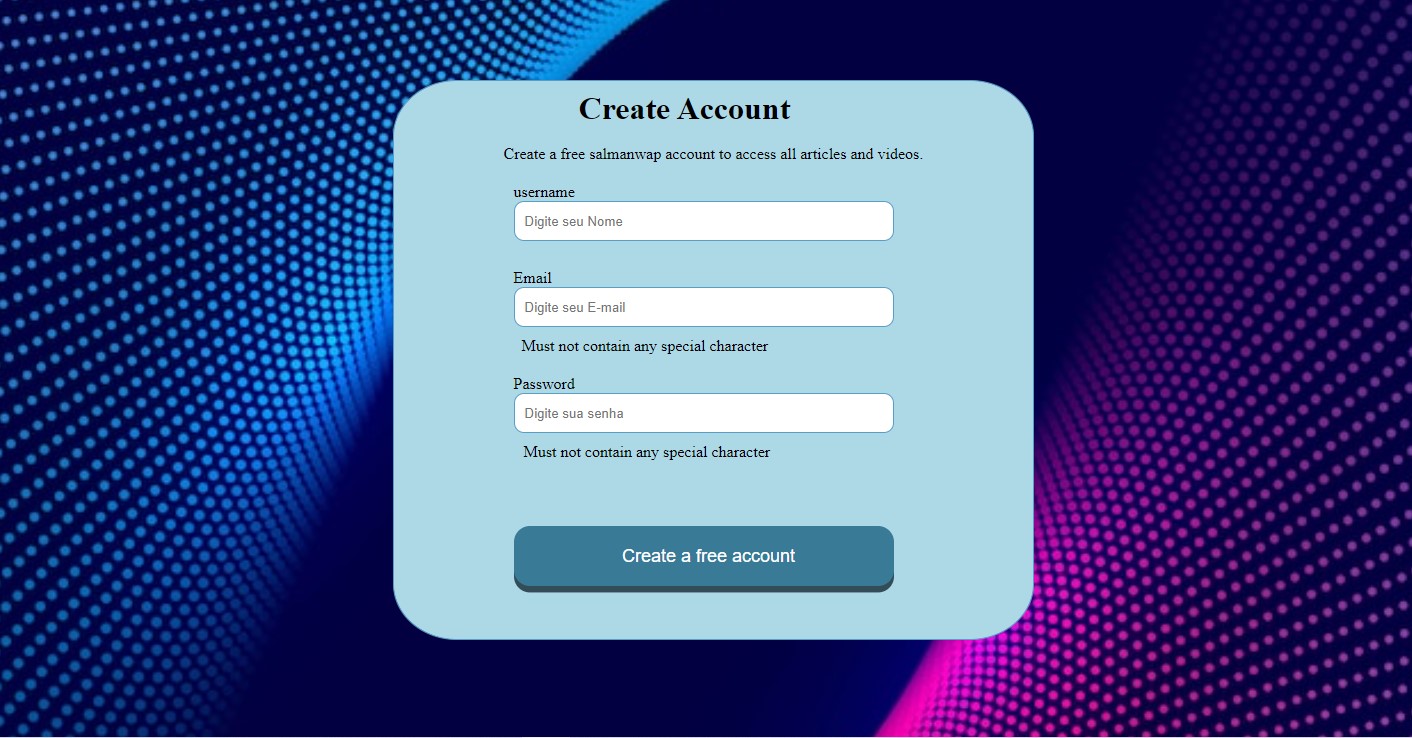 Create Account
Create a free salmanwap account to access all articles and videos.
username
Digite seu Nome
Email
Digite seu E-mail
Must not contain any special character
Password
Digite sua senha
Must not contain any special character
Create a free account